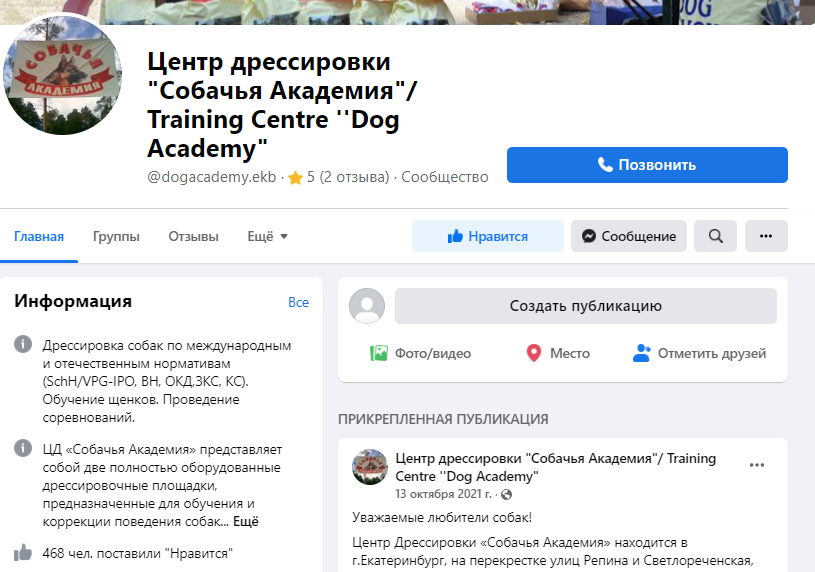 DOG
СОБАЧЬЯ
АКАДЕМИЯ
Центр дрессировки
"Собачья Академия"/
Training Centre ''Dog
Academy"
@dogacademy.ekb · 5 (2 отзыва) · Сообщество
Позвонить
Главная Группы Отзывы Ещё
Нравится Сообщение
Информация Все
Дрессировка собак по международным
и отечественным нормативам
(SchH/VPG-IPO, BH, ОКД,ЗКС, КС).
Обучение щенков. Проведение
соревнований.
ЦД «Собачья Академия» представляет
собой две полностью оборудованные
дрессировочные площадки,
предназначенные для обучения и
коррекции поведения собак... Ещё
468 чел. поставили "Нравится"
Создать публикацию
Фото/видео Место Отметить друзей
ПРИКРЕПЛЕННАЯ ПУБЛИКАЦИЯ
Центр дрессировки "Собачья Академия"/ Training
Centre ''Dog Academy"
13 октября 2021 г. ·
Уважаемые любители собак!
Центр Дрессировки «Собачья Академия» находится в
г.Екатеринбург, на перекрестке улиц Репина и Светлореченская,